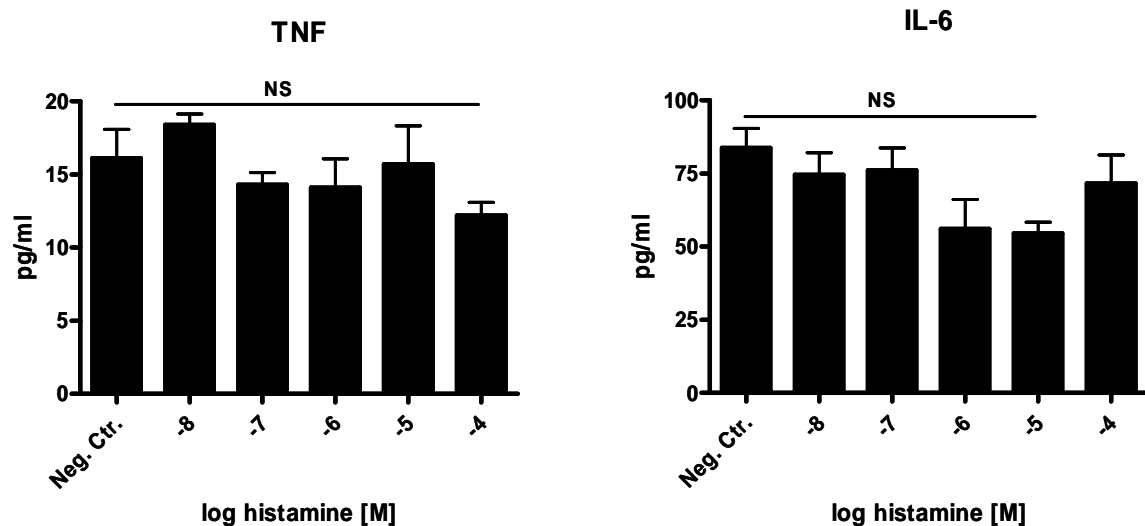 TNF
NS
20
15
10
5
0
pg/ml
Neg. Ctr.
-8
-7
-6
-5
-4
log histamine [M]
IL-6
NS
100
75
50
25
0
pg/ml
Neg. Ctr.
-8
-7
-6
-5
-4
log histamine [M]